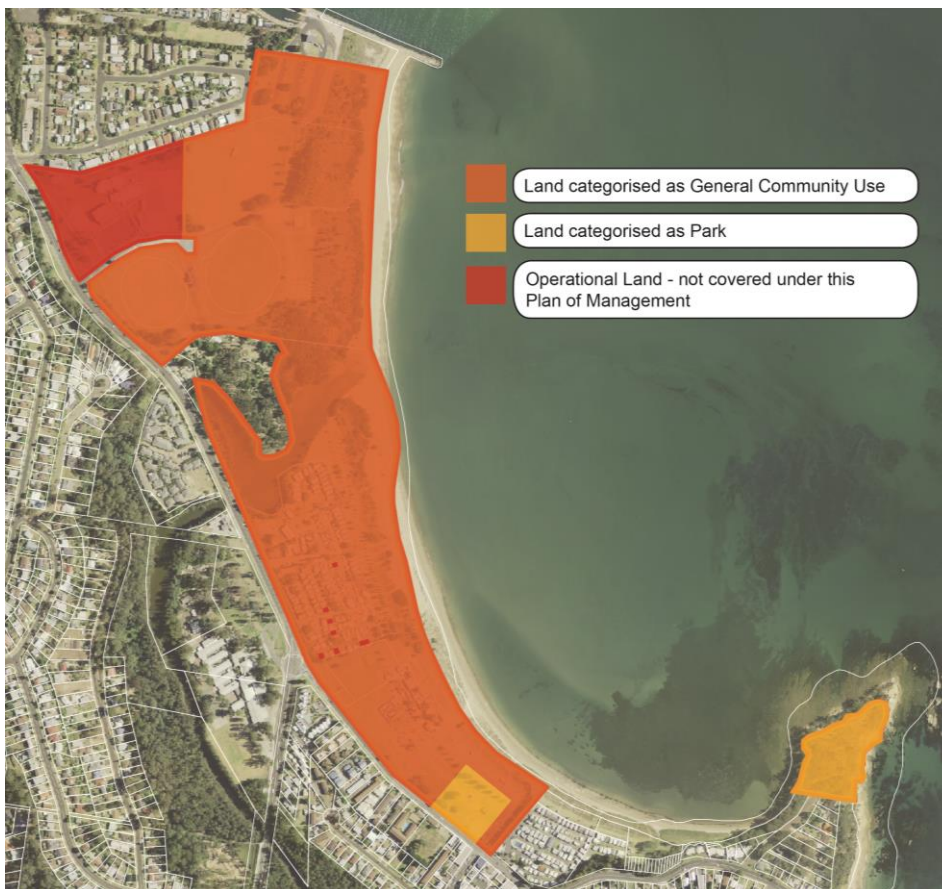 Land categorised as General Community Use
Land categorised as Park
Operational Land - not covered under this
Plan of Management